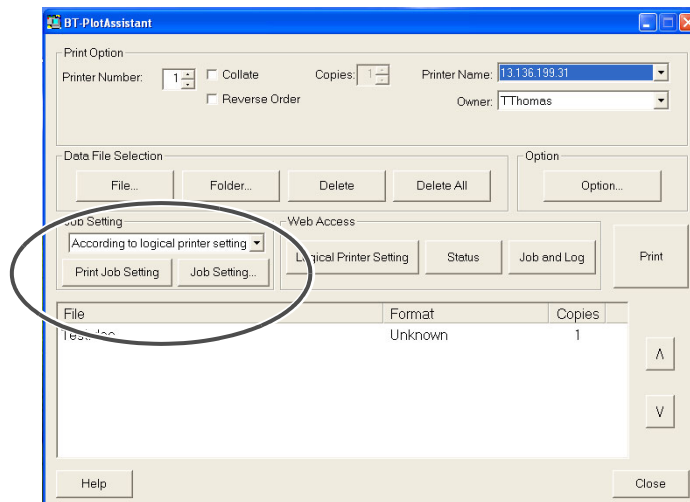 BT-PlotAssistant
Print Option
Printer Number: 1 Collate Copies: 1 Printer Name: 13.136.199.31
Reverse Order Owner: TThomas
Data File Selection Option
File... Folder... Delete Delete All Option...
Job Setting Web Access
According to logical printer setting
Print Job Setting Job Setting... Logical Printer Setting Status Job and Log Print
File Format Copies
Unknown 1
Λ
V
Help Close